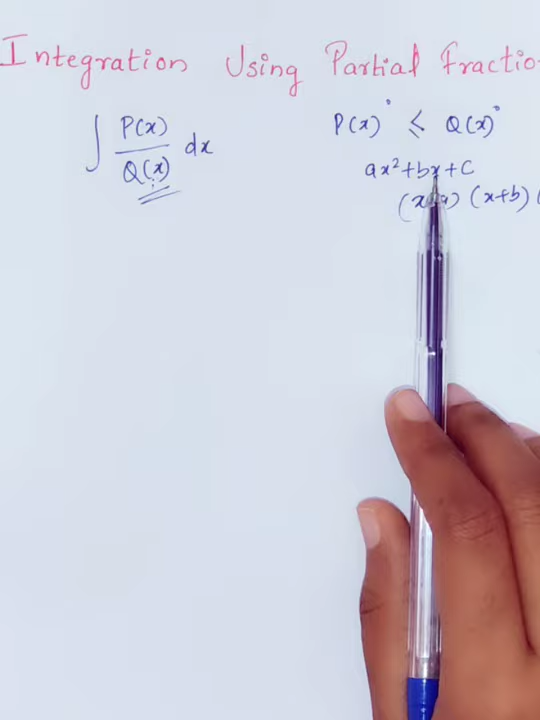 Integration Using Partial Fractio
∫ P(x)/Q(x) dx
P(x)° ≤ Q(x)°
ax²+bx+c
(x+a) (x+b) (